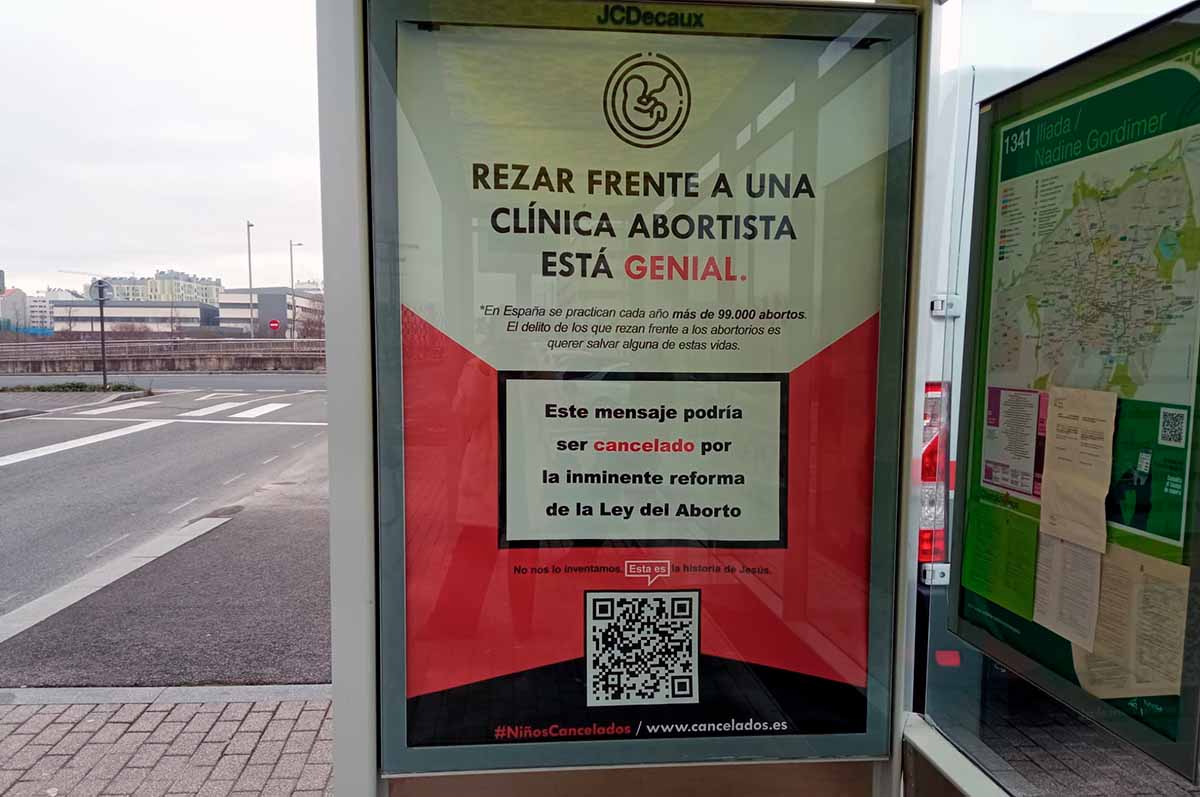 JCDecaux
REZAR FRENTE A UNA
CLÍNICA ABORTISTA
ESTÁ GENIAL.
*En España se practican cada año más de 99.000 abortos.
El delito de los que rezan frente a los abortorios es
querer salvar alguna de estas vidas.
Este mensaje podría
ser cancelado por
la inminente reforma
de la Ley del Aborto
No nos lo inventamos. Esta es la historia de Jesús.
#NiñosCancelados / www.cancelados.es
1341 Ilíada /
Nadine Gordimer